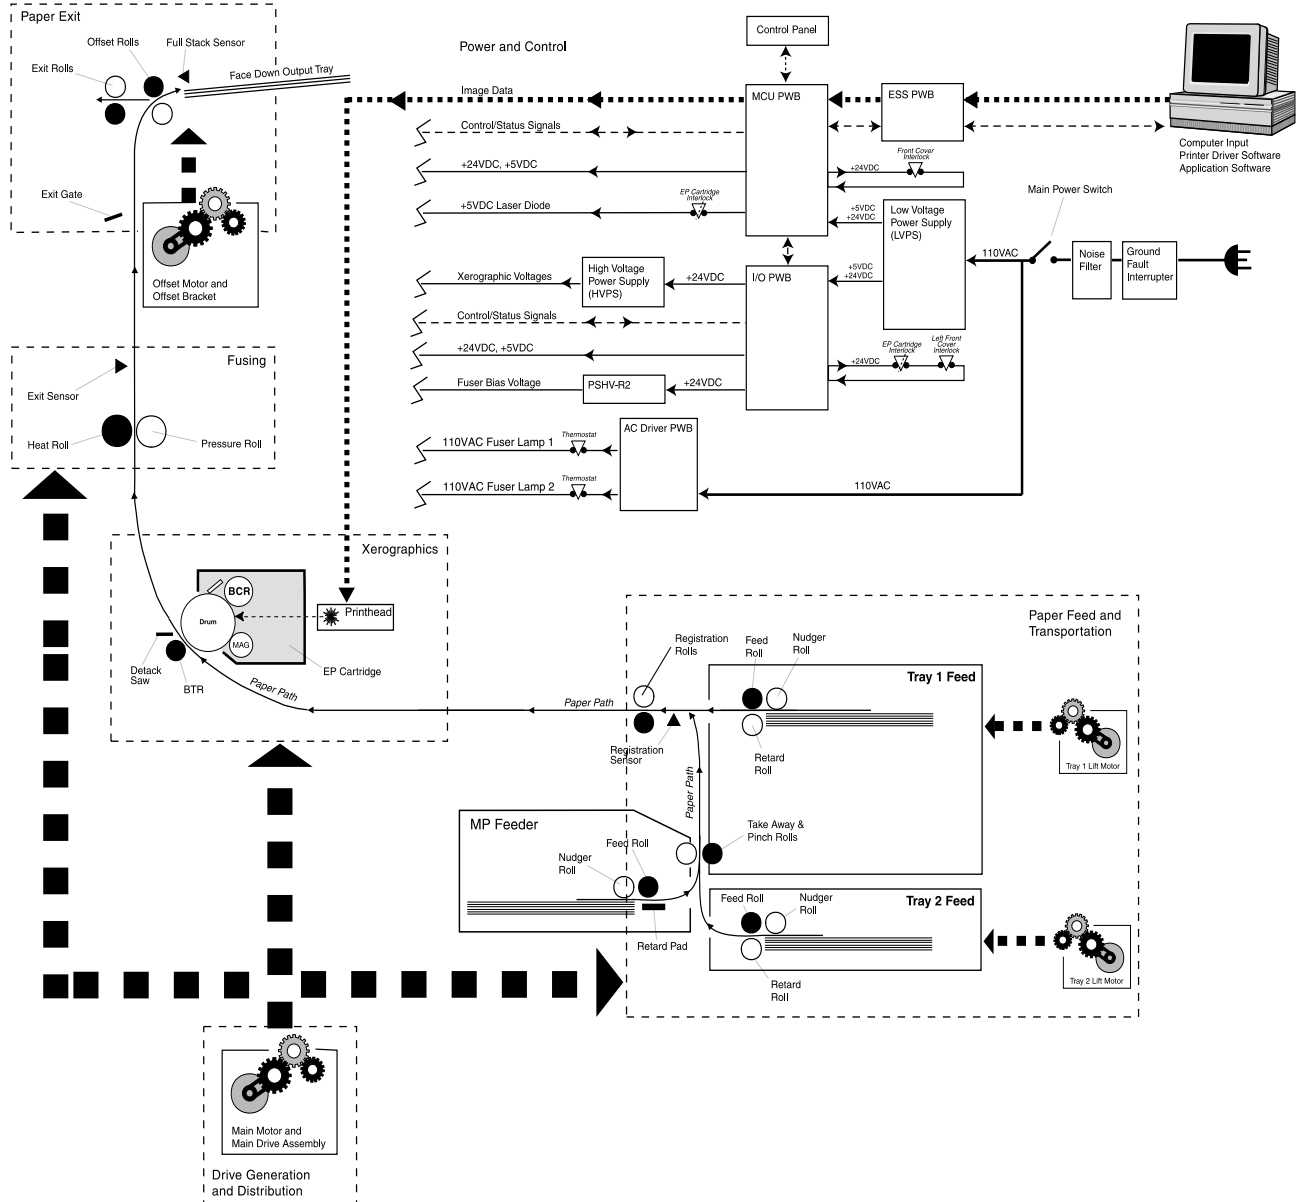 Paper Exit
Offset Rolls
Full Stack Sensor
Exit Rolls
Face Down Output Tray
Exit Gate
Offset Motor and
Offset Bracket
Power and Control
Control Panel
Image Data
MCU PWB
ESS PWB
Control/Status Signals
Computer Input
Printer Driver Software
Application Software
Front Cover
Interlock
+24VDC
+24VDC, +5VDC
EP Cartridge
Interlock
Main Power Switch
+5VDC Laser Diode
+5VDC
+24VDC
Low Voltage
Power Supply
(LVPS)
110VAC
Noise
Filter
Ground
Fault
Interrupter
Xerographic Voltages
High Voltage
Power Supply
(HVPS)
+24VDC
I/O PWB
+5VDC
+24VDC
Control/Status Signals
+24VDC, +5VDC
EP Cartridge
Interlock
Left Front
Cover
Interlock
+24VDC
Fuser Bias Voltage
PSHV-R2
+24VDC
Fusing
Exit Sensor
Heat Roll
Pressure Roll
AC Driver PWB
110VAC Fuser Lamp 1
Thermostat
110VAC Fuser Lamp 2
Thermostat
110VAC
Xerographics
BCR
Drum
MAG
Printhead
EP Cartridge
Detack
Saw
BTR
Paper Path
Paper Path
Paper Feed and
Transportation
Registration
Rolls
Feed
Roll
Nudger
Roll
Tray 1 Feed
Registration
Sensor
Retard
Roll
Tray 1 Lift Motor
Paper Path
MP Feeder
Take Away &
Pinch Rolls
Feed Roll
Nudger
Roll
Retard Pad
Feed Roll
Nudger
Roll
Tray 2 Feed
Retard
Roll
Tray 2 Lift Motor
Main Motor and
Main Drive Assembly
Drive Generation
and Distribution